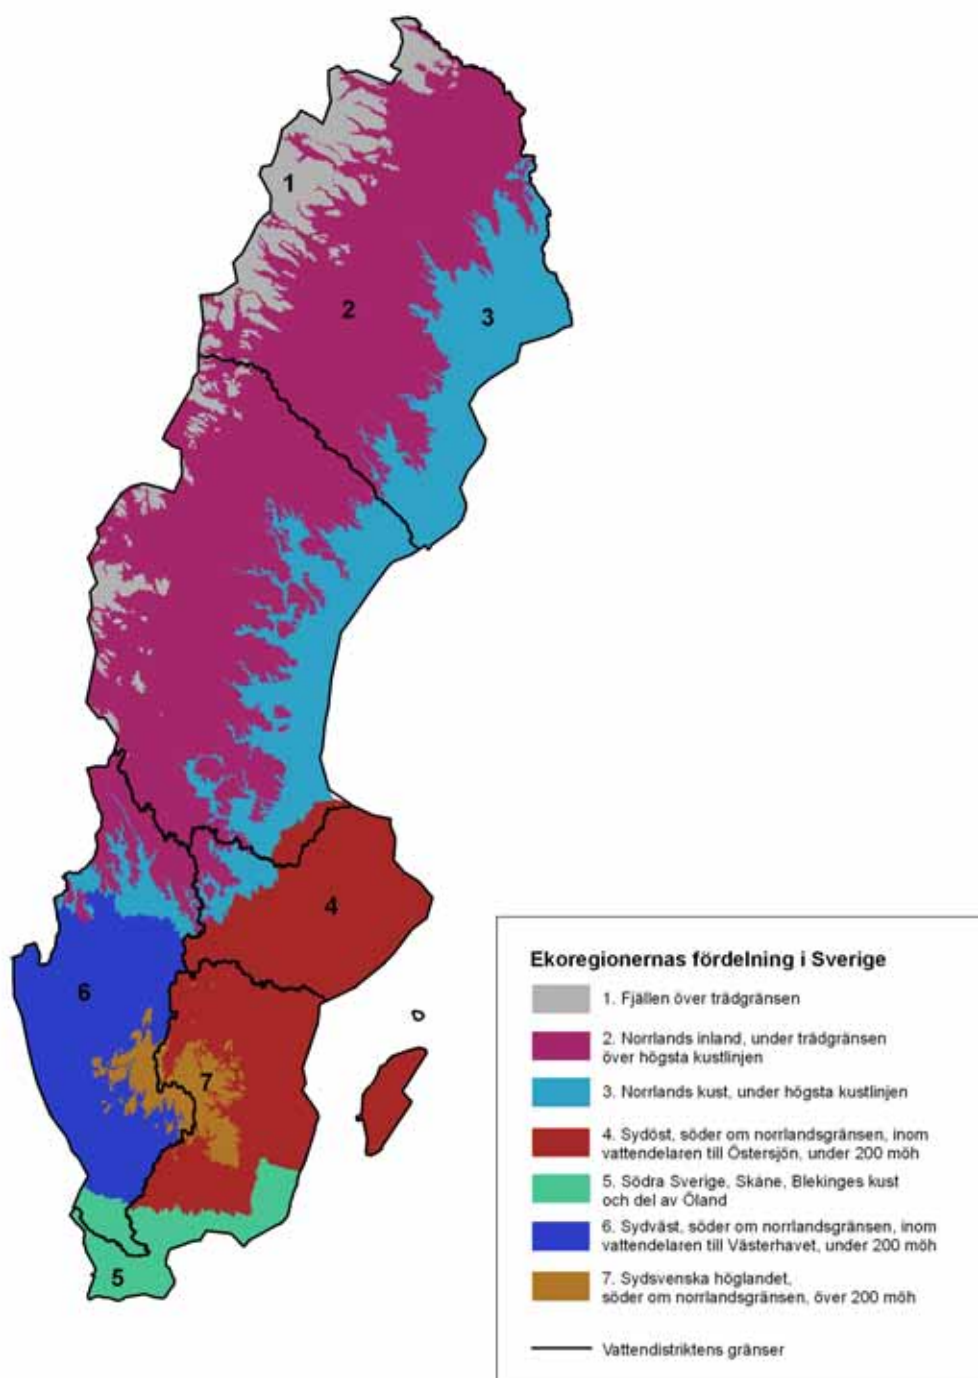 1
2
3
4
6
7
5
Ekoregionernas fördelning i Sverige
1. Fjällen över trädgränsen
2. Norrlands inland, under trädgränsen
över högsta kustlinjen
3. Norrlands kust, under högsta kustlinjen
4. Sydöst, söder om norrlandsgränsen, inom
vattendelaren till Östersjön, under 200 möh
5. Södra Sverige, Skåne, Blekinges kust
och del av Öland
6. Sydväst, söder om norrlandsgränsen, inom
vattendelaren till Västerhavet, under 200 möh
7. Sydsvenska höglandet,
söder om norrlandsgränsen, över 200 möh
Vattendistriktens gränser